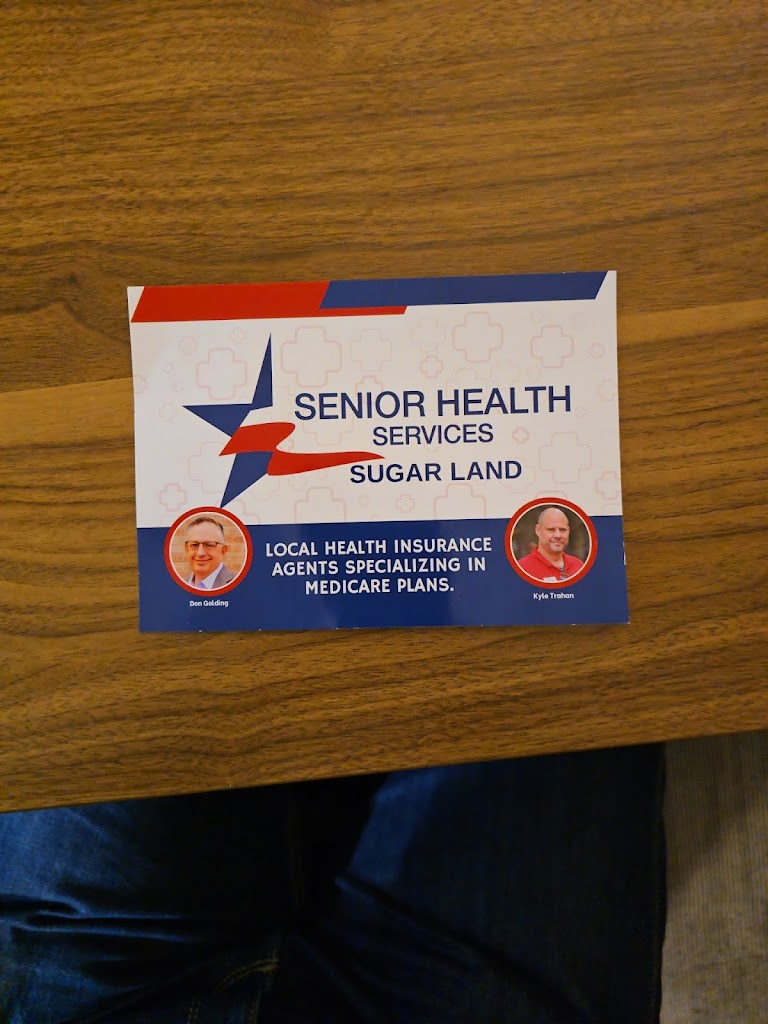 SENIOR HEALTH
SERVICES
SUGAR LAND
LOCAL HEALTH INSURANCE
AGENTS SPECIALIZING IN
MEDICARE PLANS.
Don Golding
Kyle Trahan